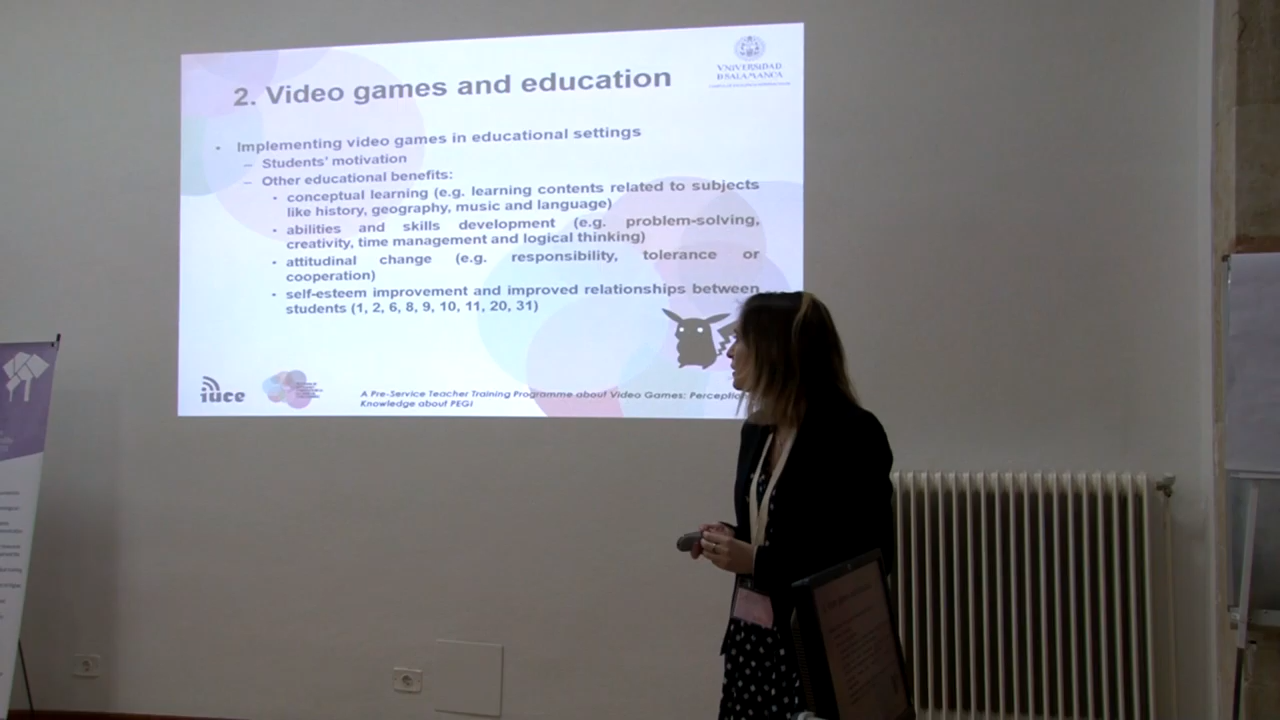 2. Video games and education
VNIVERSIDAD
D SALAMANCA
• Implementing video games in educational settings
– Students' motivation
– Other educational benefits:
• conceptual learning (e.g. learning contents related to subjects
like history, geography, music and language)
• abilities and skills development (e.g. problem-solving,
creativity, time management and logical thinking)
• attitudinal change (e.g. responsibility, tolerance or
cooperation)
• self-esteem improvement and improved relationships between
students (1, 2, 6, 8, 9, 10, 11, 20, 31)
iuce
A Pre-Service Teacher Training Programme about Video Games: Perceptio
Knowledge about PEGI